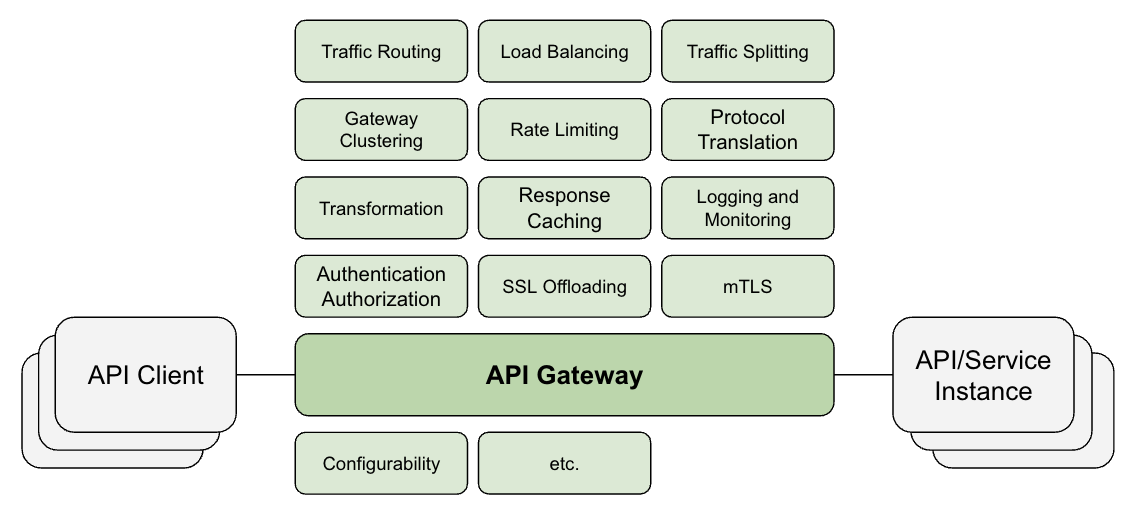 Traffic Routing
Load Balancing
Traffic Splitting
Gateway
Clustering
Rate Limiting
Protocol
Translation
Transformation
Response
Caching
Logging and
Monitoring
Authentication
Authorization
SSL Offloading
mTLS
API Client
API Gateway
API/Service
Instance
Configurability
etc.